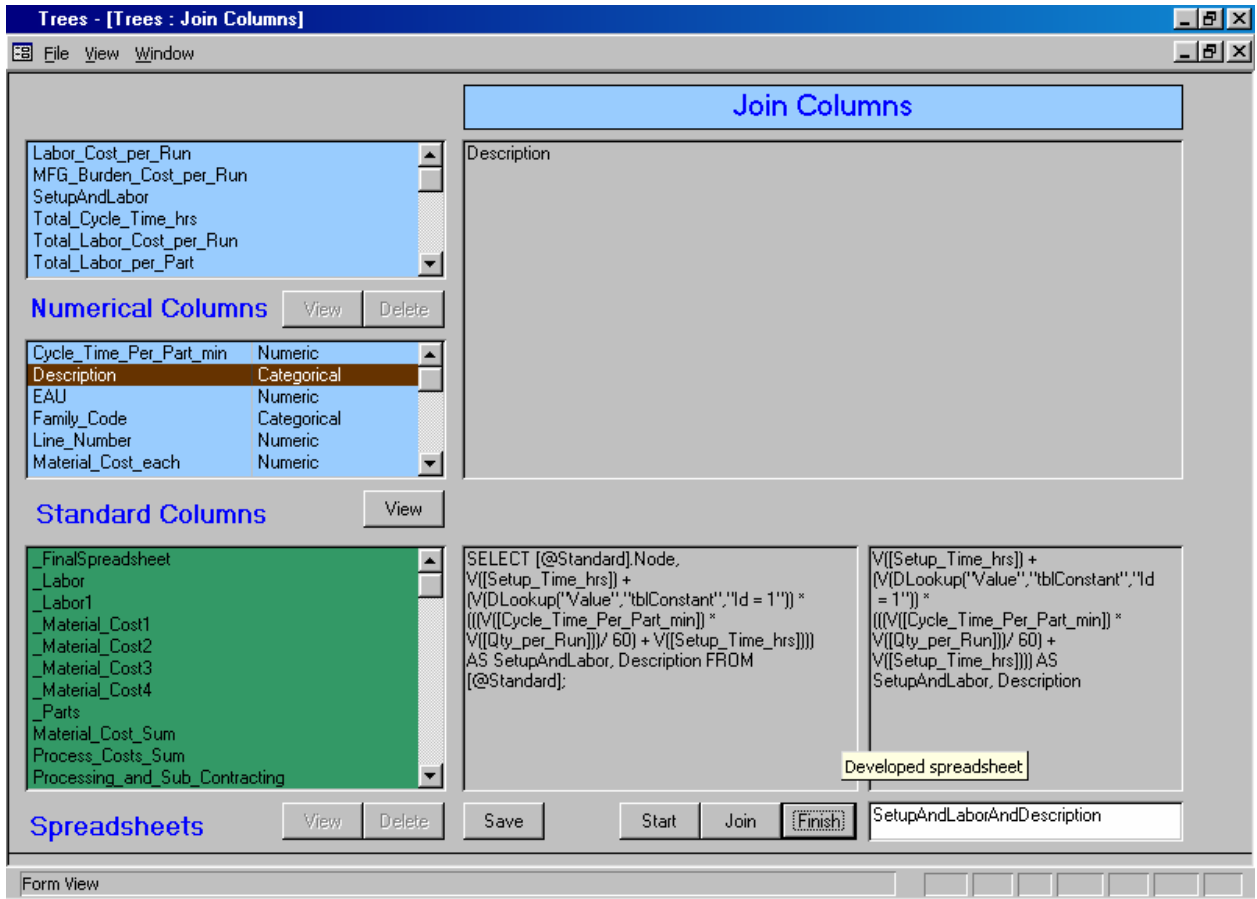 Trees - [Trees : Join Columns]
File View Window
Join Columns
Labor_Cost_per_Run
MFG_Burden_Cost_per_Run
SetupAndLabor
Total_Cycle_Time_hrs
Total_Labor_Cost_per_Run
Total_Labor_per_Part
Description
Numerical Columns View Delete
Cycle_Time_Per_Part_min Numeric
Description Categorical
EAU Numeric
Family_Code Categorical
Line_Number Numeric
Material_Cost_each Numeric
Standard Columns View
_FinalSpreadsheet
_Labor
_Labor1
_Material_Cost1
_Material_Cost2
_Material_Cost3
_Material_Cost4
_Parts
Material_Cost_Sum
Process_Costs_Sum
Processing_and_Sub_Contracting
SELECT [@Standard].Node,
V([Setup_Time_hrs]) +
(V(DLookup("Value","tblConstant","Id = 1")) *
(((V([Cycle_Time_Per_Part_min]) *
V([Qty_per_Run]))/ 60) + V([Setup_Time_hrs])))
AS SetupAndLabor, Description FROM
[@Standard];
V([Setup_Time_hrs]) +
(V(DLookup("Value","tblConstant","Id
= 1")) *
(((V([Cycle_Time_Per_Part_min]) *
V([Qty_per_Run]))/ 60) +
V([Setup_Time_hrs]))) AS
SetupAndLabor, Description
Developed spreadsheet
Spreadsheets View Delete Save Start Join Finish SetupAndLaborAndDescription
Form View